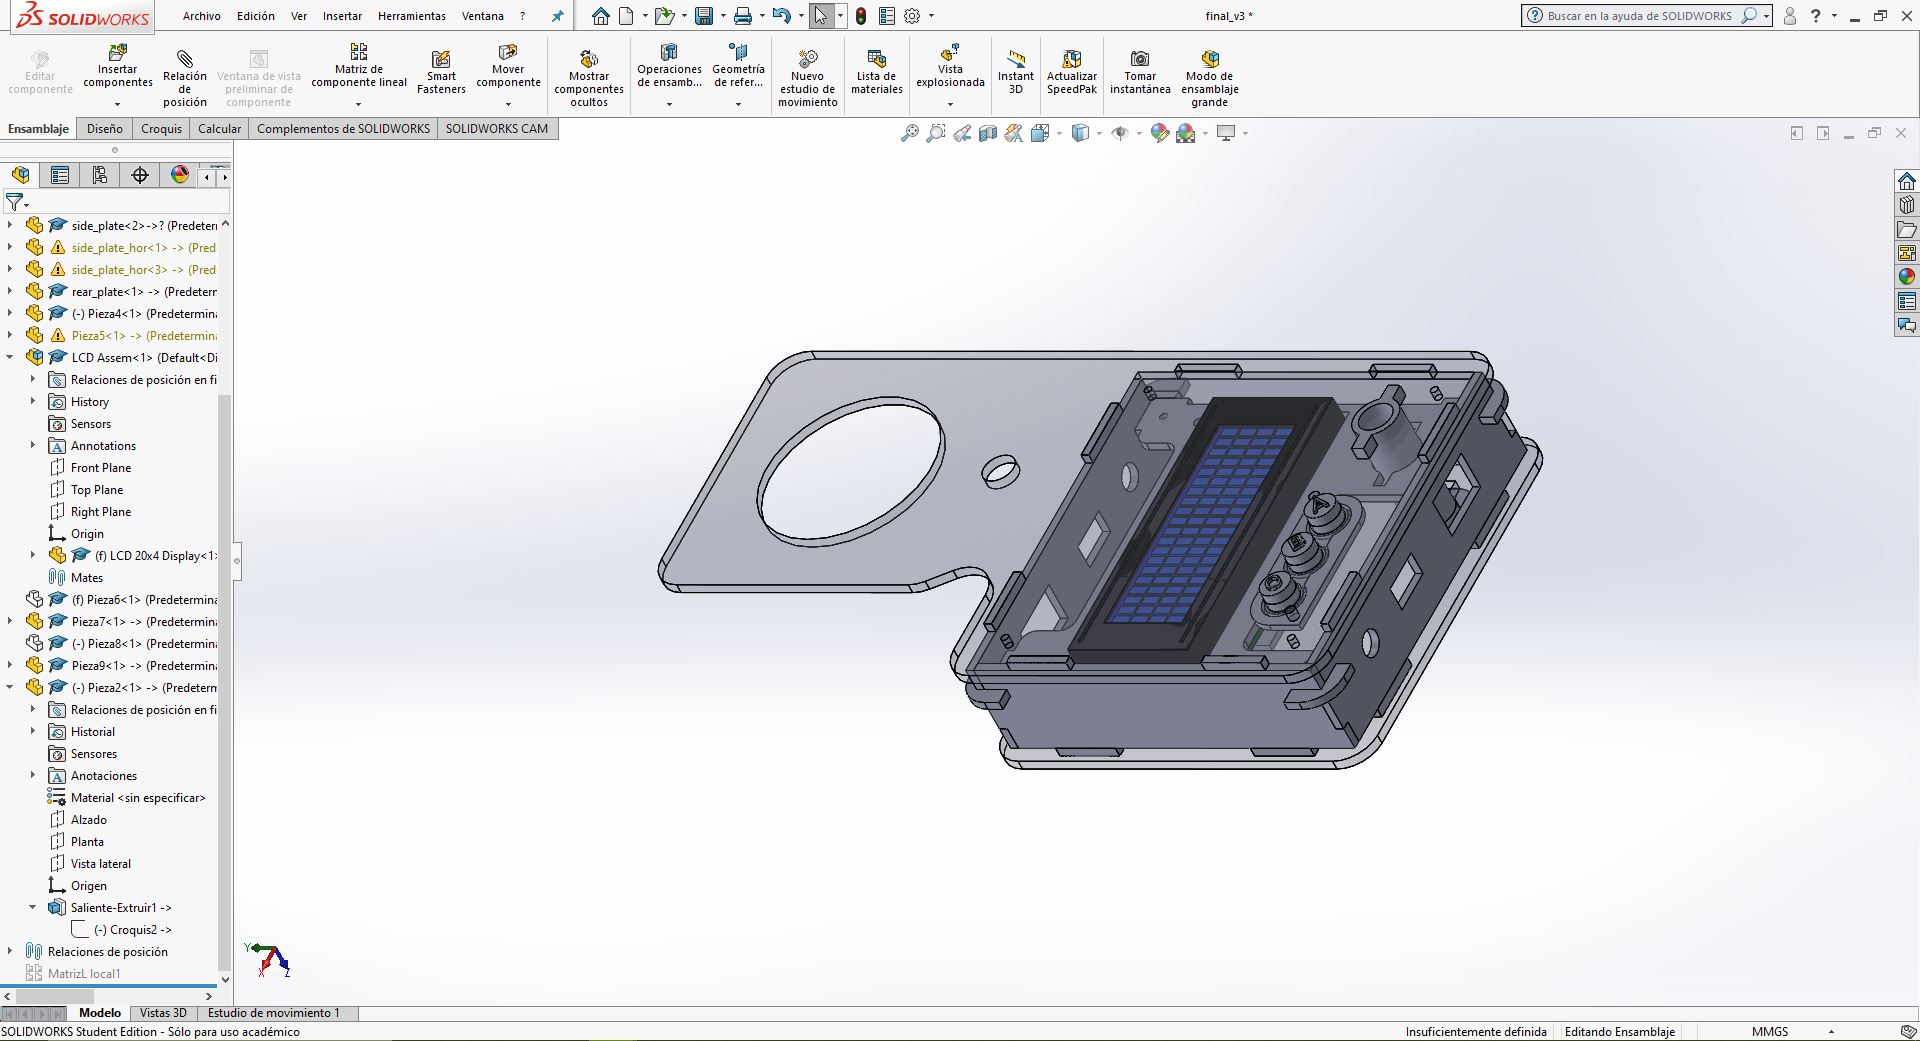 SOLIDWORKS
Archivo Edición Ver Insertar Herramientas Ventana ?
final_v3 *
Buscar en la ayuda de SOLIDWORKS
?
Editar componente
Insertar componentes
Relación de posición
Ventana de vista preliminar de componente
Matriz de componente lineal
Smart Fasteners
Mover componente
Mostrar componentes ocultos
Operaciones de ensamb...
Geometría de refer...
Nuevo estudio de movimiento
Lista de materiales
Vista explosionada
Instant 3D
Actualizar SpeedPak
Tomar instantánea
Modo de ensamblaje grande
Ensamblaje Diseño Croquis Calcular Complementos de SOLIDWORKS SOLIDWORKS CAM
side_plate<2>->? (Predeter
side_plate_hor<1> -> (Pred
side_plate_hor<3> -> (Pred
rear_plate<1> -> (Predeterr
(-) Pieza4<1> (Predetermina
Pieza5<1> -> (Predetermina
LCD Assem<1> (Default<Di
Relaciones de posición en fi
History
Sensors
Annotations
Front Plane
Top Plane
Right Plane
Origin
(f) LCD 20x4 Display<1>
Mates
(f) Pieza6<1> (Predetermina
Pieza7<1> -> (Predetermina
(-) Pieza8<1> (Predetermina
Pieza9<1> -> (Predetermina
(-) Pieza2<1> -> (Predeterm
Relaciones de posición en fi
Historial
Sensores
Anotaciones
Material <sin especificar>
Alzado
Planta
Vista lateral
Origen
Saliente-Extruir1 ->
(-) Croquis2 ->
Relaciones de posición
MatrizL local1
Y X Z
Modelo Vistas 3D Estudio de movimiento 1
SOLIDWORKS Student Edition - Sólo para uso académico
Insuficientemente definida Editando Ensamblaje MMGS